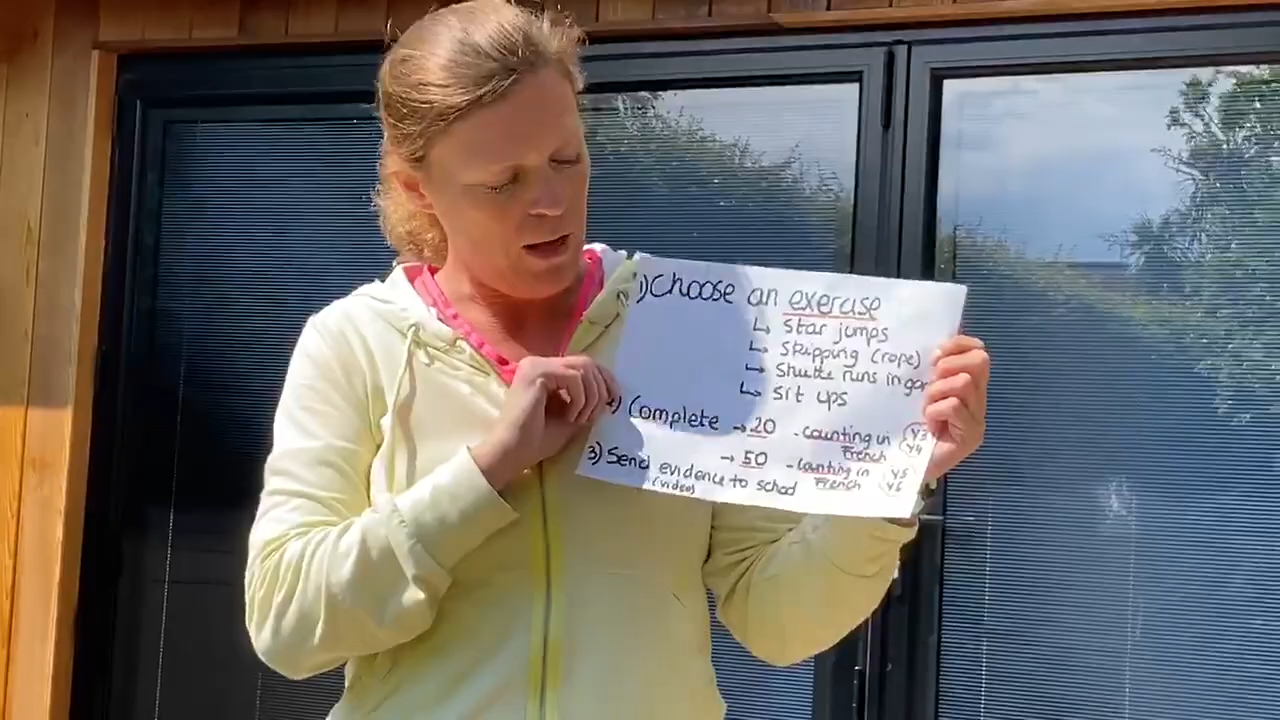 1) Choose an exercise
↳ Star jumps
↳ Skipping (rope)
↳ Shuttle runs in gar
↳ sit ups
2) Complete → 20 - counting in French Y3 Y4
→ 50 - counting in French Y5 Y6
3) Send evidence to school
(video)